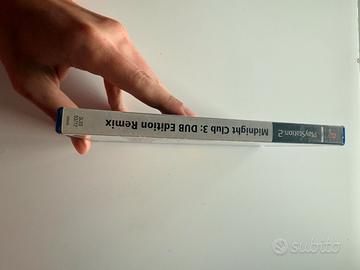 PlayStation 2
Midnight Club 3: DUB Edition Remix
subito